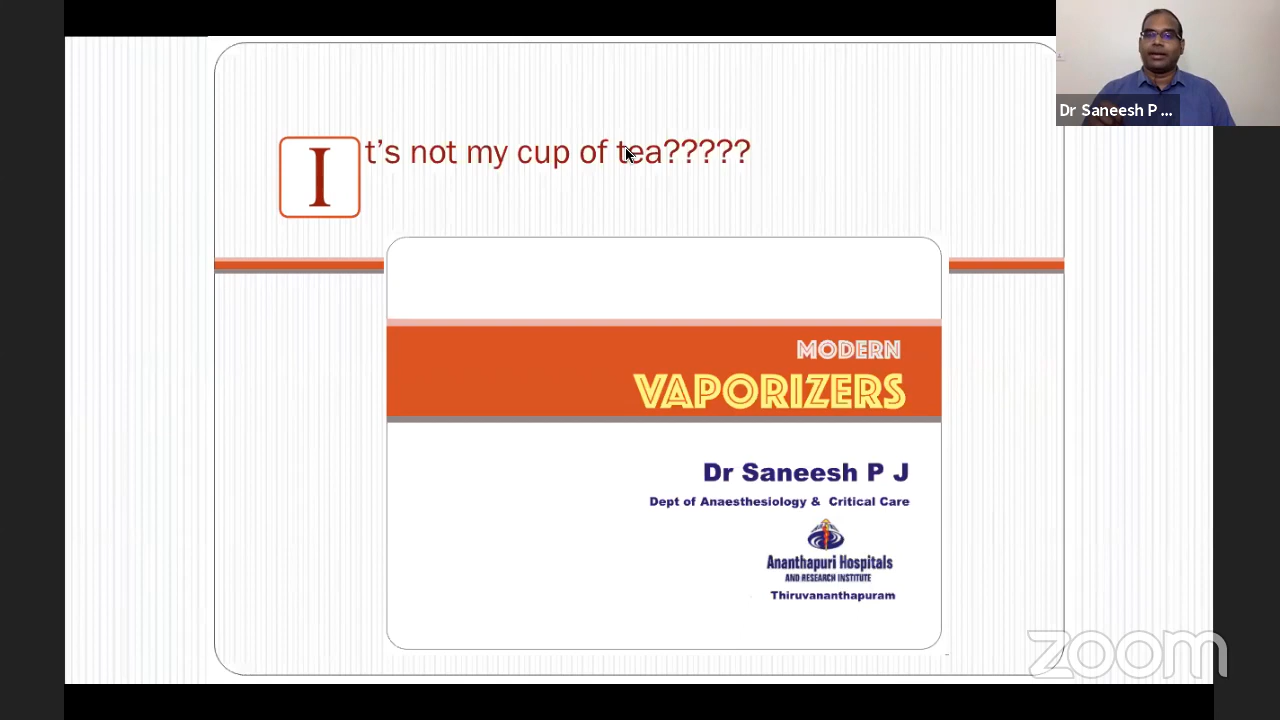 It's not my cup of tea?????
MODERN
VAPORIZERS
Dr Saneesh P J
Dept of Anaesthesiology & Critical Care
Ananthapuri Hospitals
AND RESEARCH INSTITUTE
Thiruvananthapuram
Dr Saneesh P ...
zoom